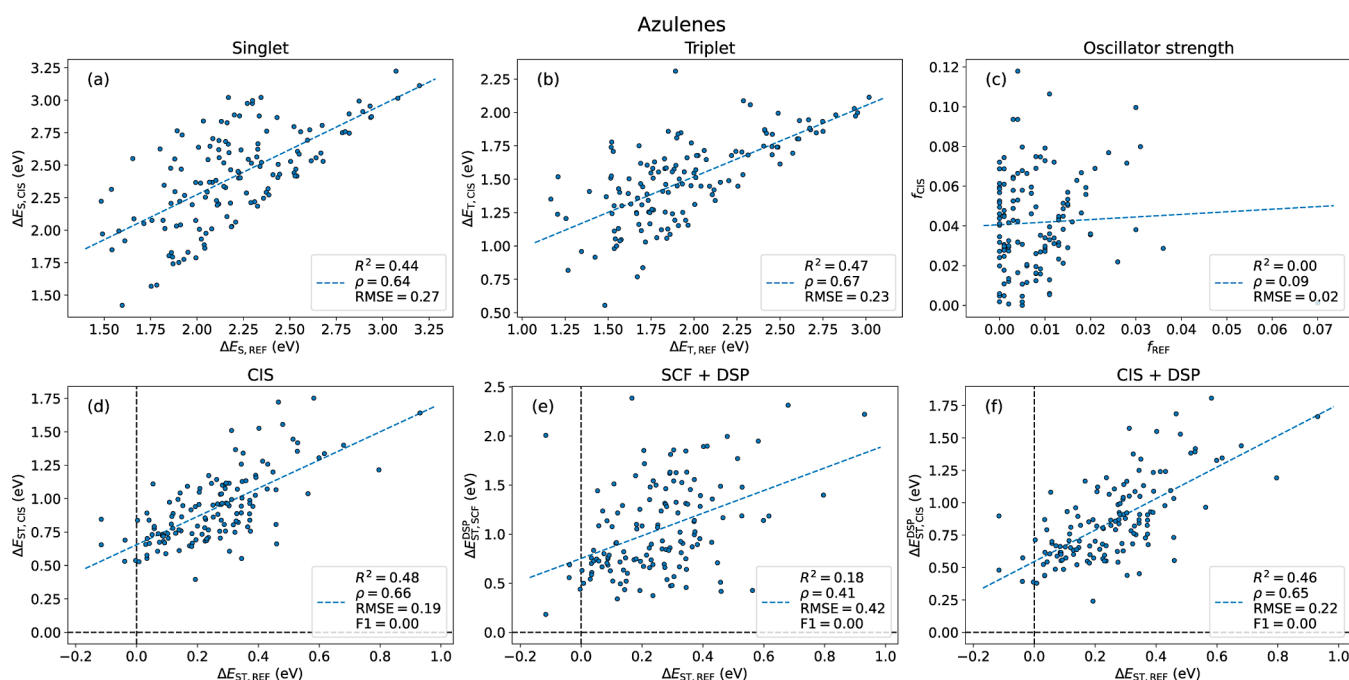 Azulenes
Singlet
Triplet
Oscillator strength
(a)
3.25
3.00
2.75
2.50
2.25
2.00
1.75
1.50
ΔE_S, CIS (eV)
R² = 0.44
ρ = 0.64
RMSE = 0.27
1.50 1.75 2.00 2.25 2.50 2.75 3.00 3.25
ΔE_S, REF (eV)
(b)
2.25
2.00
1.75
1.50
1.25
1.00
0.75
0.50
ΔE_T, CIS (eV)
R² = 0.47
ρ = 0.67
RMSE = 0.23
1.00 1.25 1.50 1.75 2.00 2.25 2.50 2.75 3.00
ΔE_T, REF (eV)
(c)
0.12
0.10
0.08
0.06
0.04
0.02
0.00
f_CIS
R² = 0.00
ρ = 0.09
RMSE = 0.02
0.00 0.01 0.02 0.03 0.04 0.05 0.06 0.07
f_REF
CIS
SCF + DSP
CIS + DSP
(d)
1.75
1.50
1.25
1.00
0.75
0.50
0.25
0.00
ΔE_ST, CIS (eV)
R² = 0.48
ρ = 0.66
RMSE = 0.19
F1 = 0.00
−0.2 0.0 0.2 0.4 0.6 0.8 1.0
ΔE_ST, REF (eV)
(e)
2.5
2.0
1.5
1.0
0.5
0.0
ΔE^DSP_ST, SCF (eV)
R² = 0.18
ρ = 0.41
RMSE = 0.42
F1 = 0.00
−0.2 0.0 0.2 0.4 0.6 0.8 1.0
ΔE_ST, REF (eV)
(f)
1.75
1.50
1.25
1.00
0.75
0.50
0.25
0.00
ΔE^DSP_ST, CIS (eV)
R² = 0.46
ρ = 0.65
RMSE = 0.22
F1 = 0.00
−0.2 0.0 0.2 0.4 0.6 0.8 1.0
ΔE_ST, REF (eV)